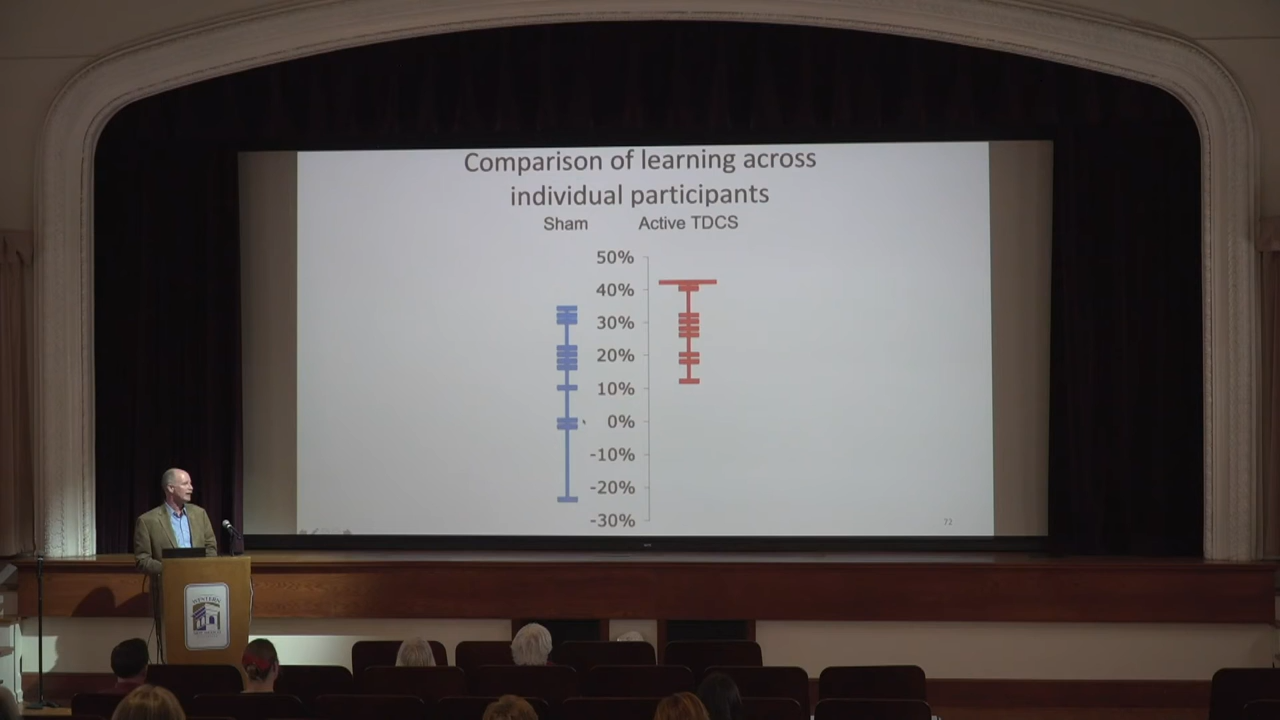 Comparison of learning across
individual participants
Sham
Active TDCS
50%
40%
30%
20%
10%
0%
-10%
-20%
-30%
72
WESTERN